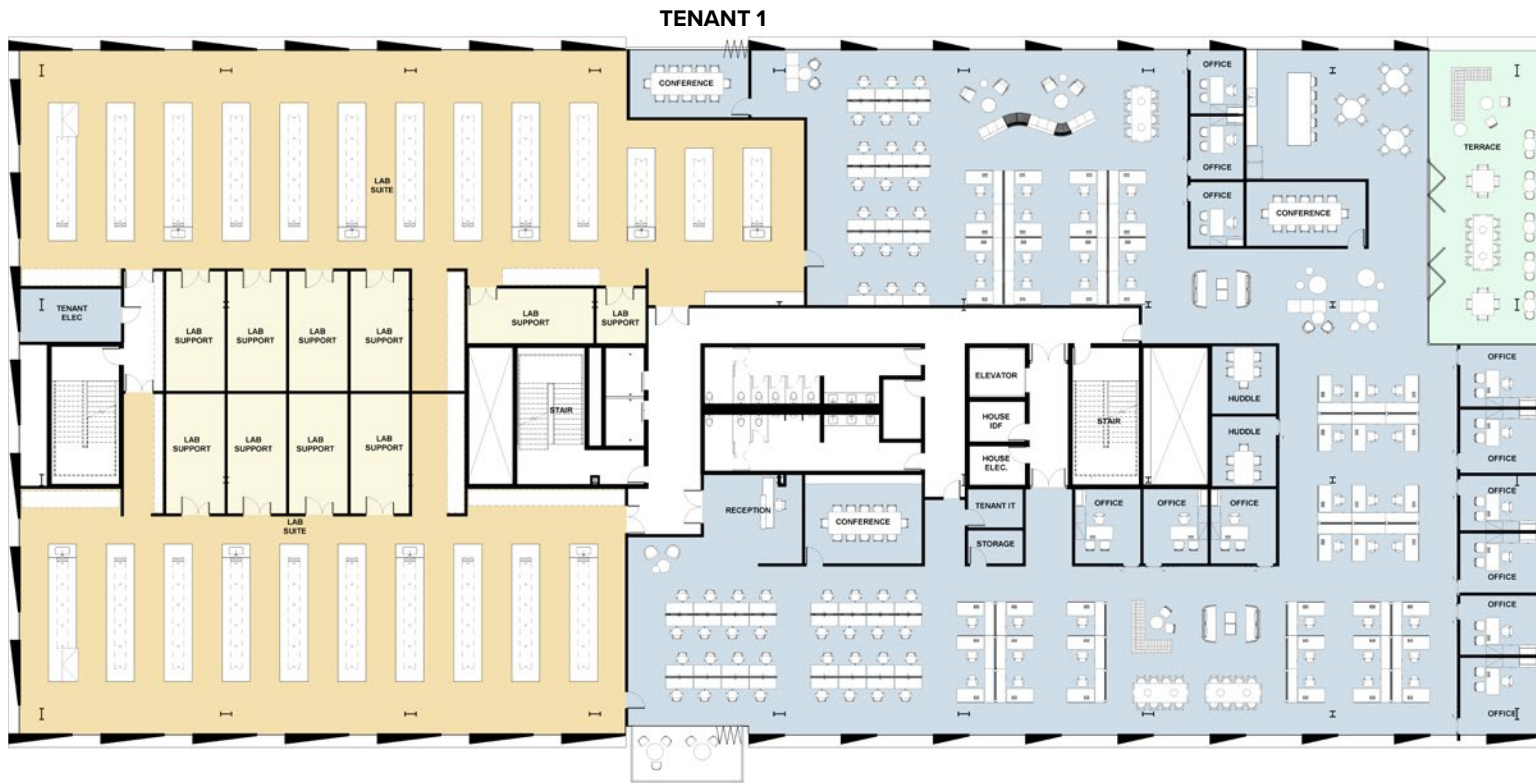 TENANT 1
CONFERENCE
OFFICE
OFFICE
OFFICE
CONFERENCE
TERRACE
LAB
SUITE
TENANT
ELEC
LAB
SUPPORT
LAB
SUPPORT
LAB
SUPPORT
LAB
SUPPORT
LAB
SUPPORT
LAB
SUPPORT
LAB
SUPPORT
LAB
SUPPORT
LAB
SUPPORT
LAB
SUPPORT
STAIR
ELEVATOR
HOUSE
IDF
HOUSE
ELEC.
STAIR
HUDDLE
HUDDLE
OFFICE
OFFICE
OFFICE
OFFICE
OFFICE
OFFICE
RECEPTION
CONFERENCE
TENANT IT
STORAGE
OFFICE
OFFICE
OFFICE
LAB
SUITE